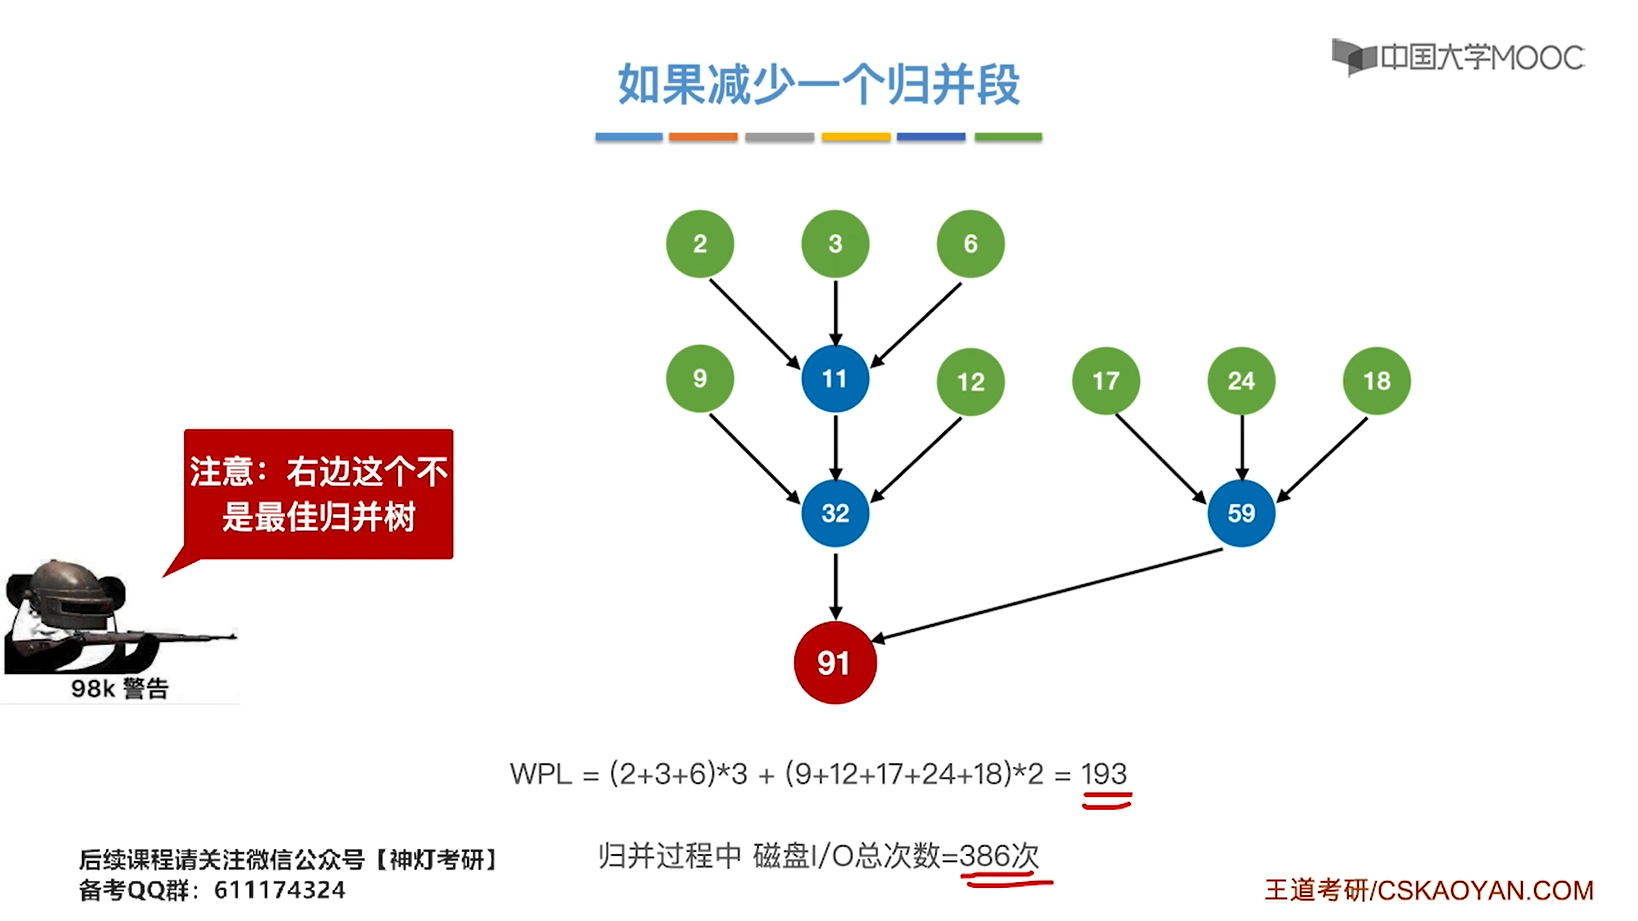 中国大学MOOC
如果减少一个归并段
2 3 6
9 11 12 17 24 18
注意：右边这个不
是最佳归并树
32 59
91
98k 警告
WPL = (2+3+6)*3 + (9+12+17+24+18)*2 = 193
归并过程中 磁盘I/O总次数=386次
后续课程请关注微信公众号【神灯考研】
备考QQ群：611174324
王道考研/CSKAOYAN.COM